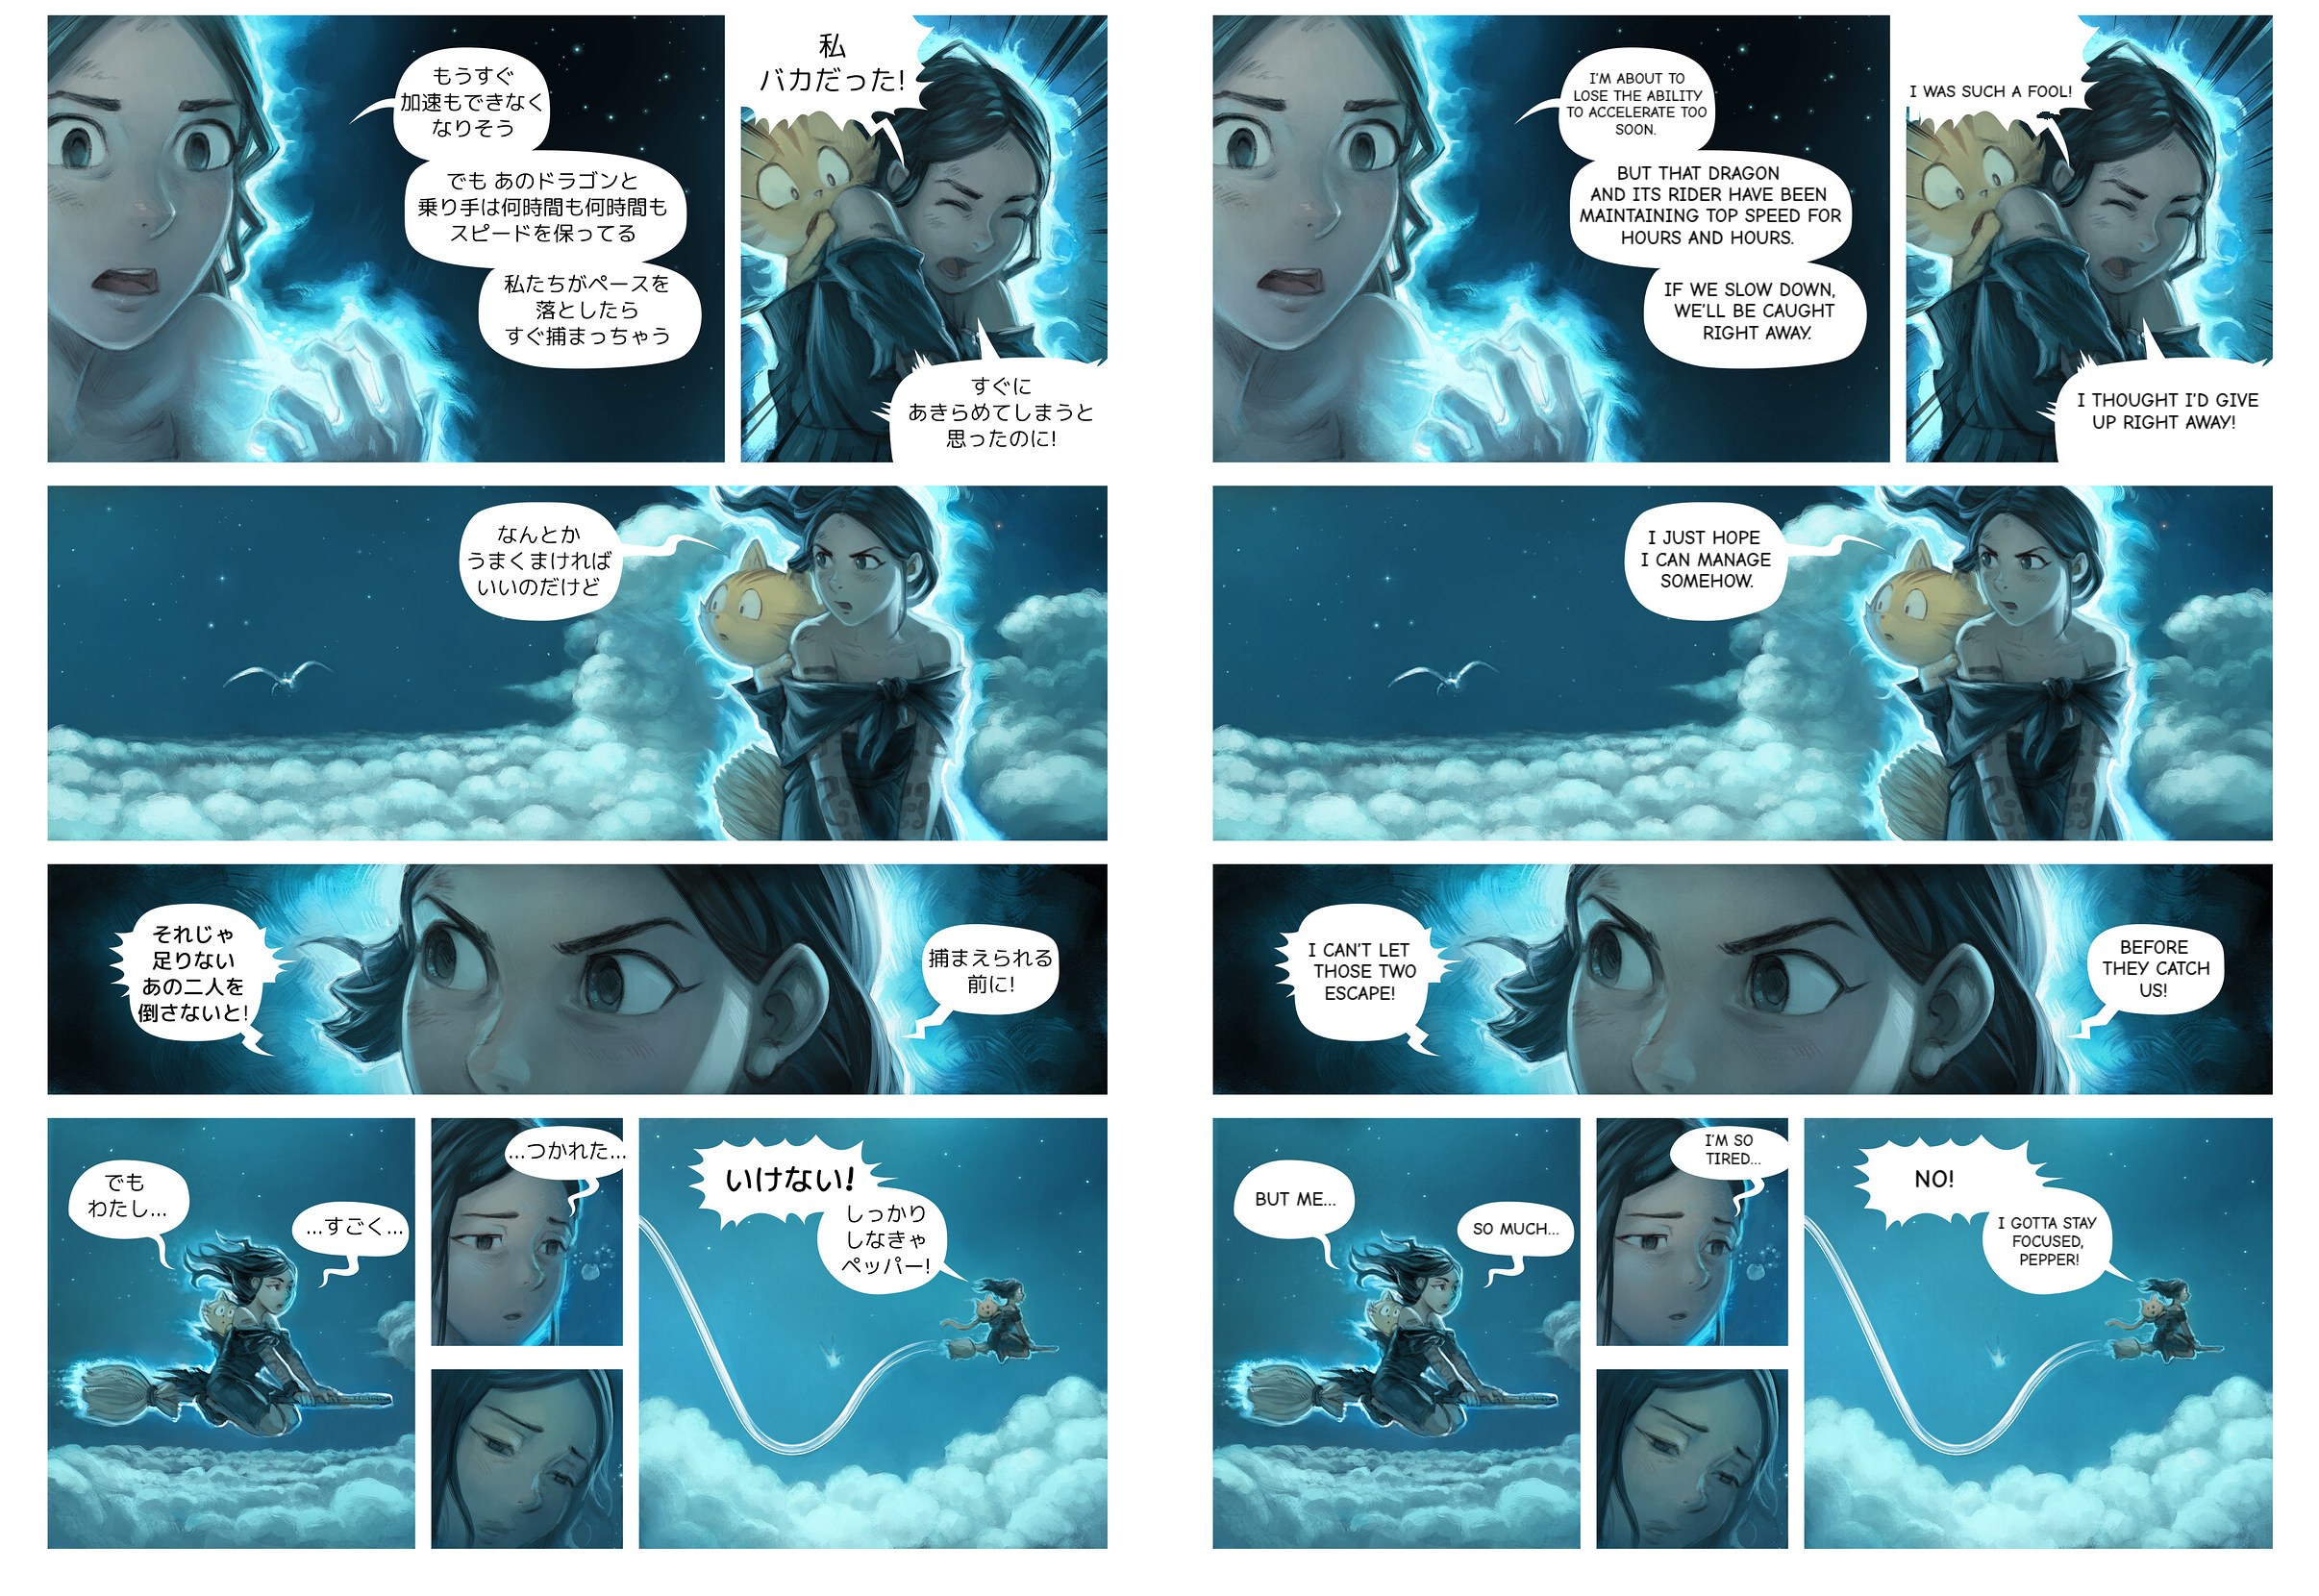 もうすぐ
加速もできなく
なりそう
でも あのドラゴンと
乗り手は何時間も何時間も
スピードを保ってる
私たちがペースを
落としたら
すぐ捕まっちゃう
私
バカだった!
すぐに
あきらめてしまうと
思ったのに!
なんとか
うまくまければ
いいのだけど
それじゃ
足りない
あの二人を
倒さないと!
捕まえられる
前に!
でも
わたし...
...すごく...
...つかれた...
いけない!
しっかり
しなきゃ
ペッパー!
I'M ABOUT TO
LOSE THE ABILITY
TO ACCELERATE TOO
SOON.
BUT THAT DRAGON
AND ITS RIDER HAVE BEEN
MAINTAINING TOP SPEED FOR
HOURS AND HOURS.
IF WE SLOW DOWN,
WE'LL BE CAUGHT
RIGHT AWAY.
I WAS SUCH A FOOL!
I THOUGHT I'D GIVE
UP RIGHT AWAY!
I JUST HOPE
I CAN MANAGE
SOMEHOW.
I CAN'T LET
THOSE TWO
ESCAPE!
BEFORE
THEY CATCH
US!
BUT ME...
SO MUCH...
I'M SO
TIRED...
NO!
I GOTTA STAY
FOCUSED,
PEPPER!